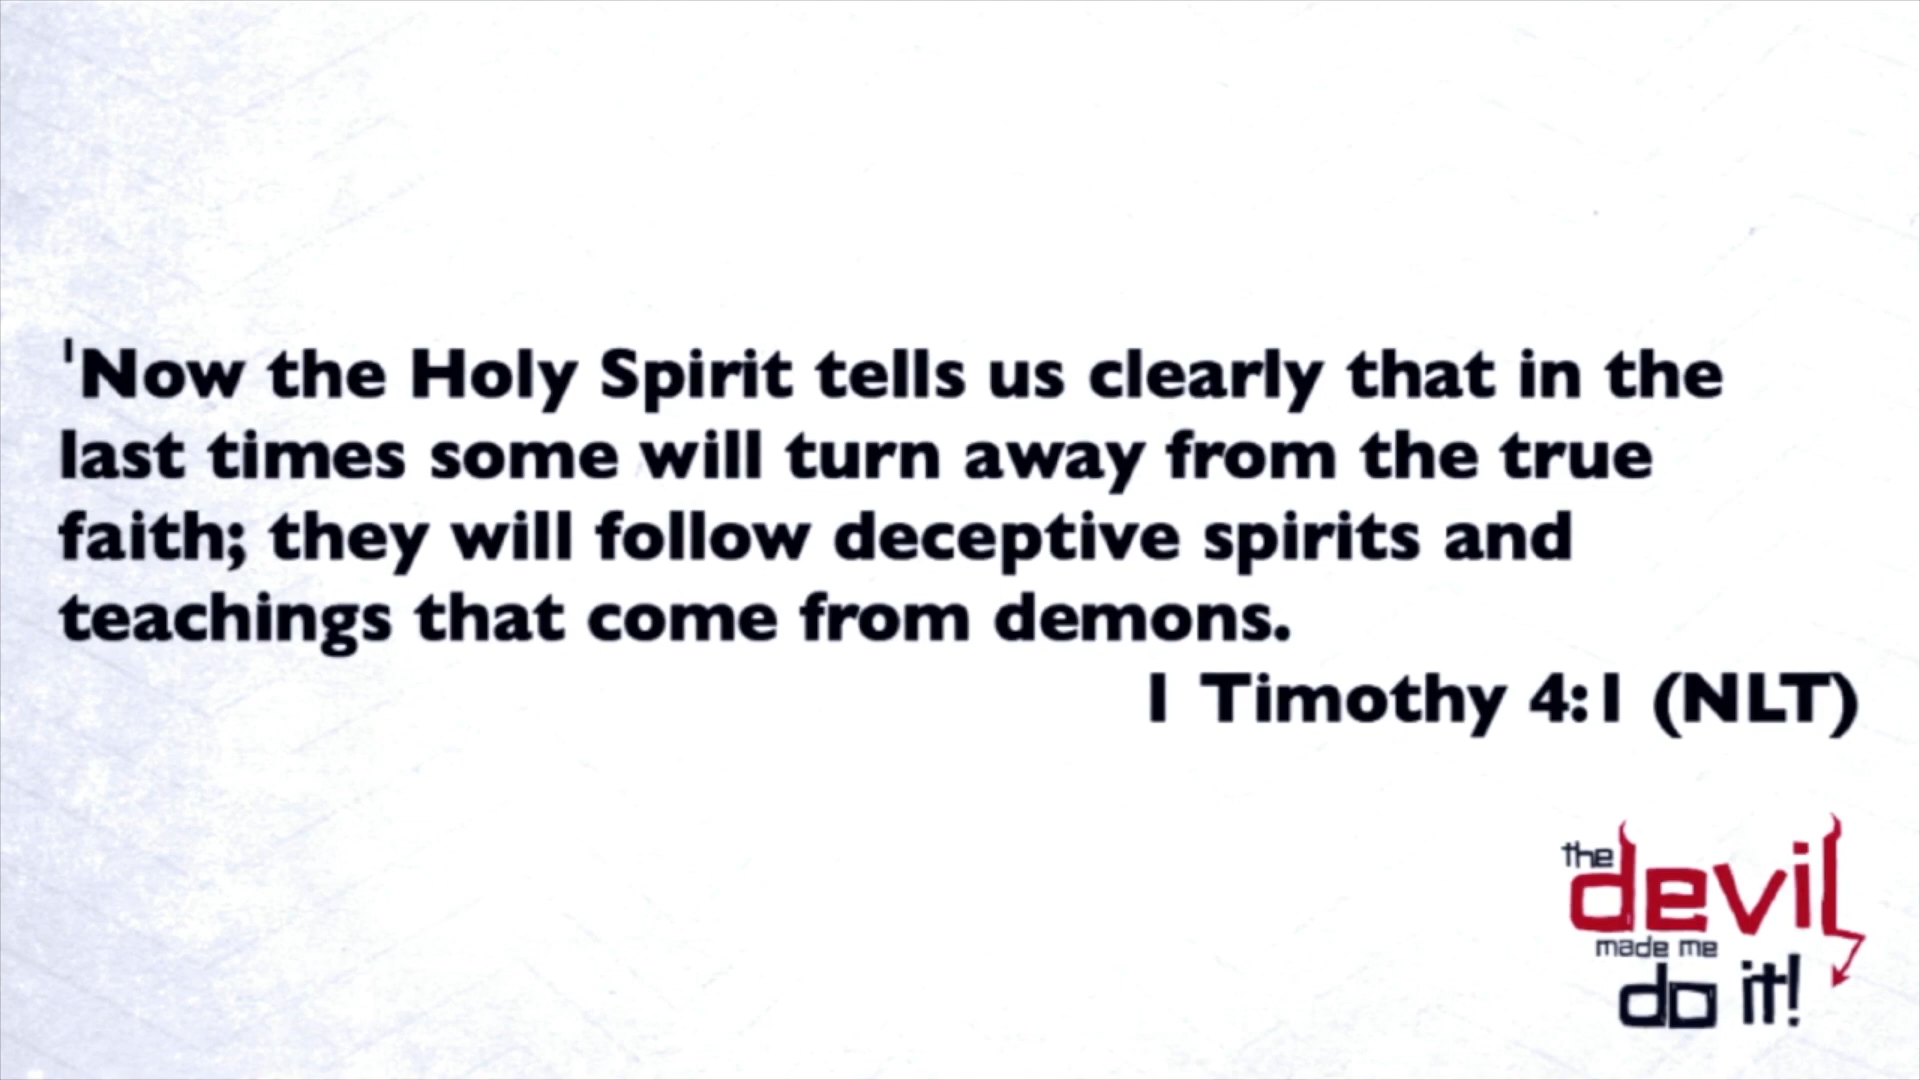 ¹Now the Holy Spirit tells us clearly that in the
last times some will turn away from the true
faith; they will follow deceptive spirits and
teachings that come from demons.
1 Timothy 4:1 (NLT)
the
devil
made me
do it!